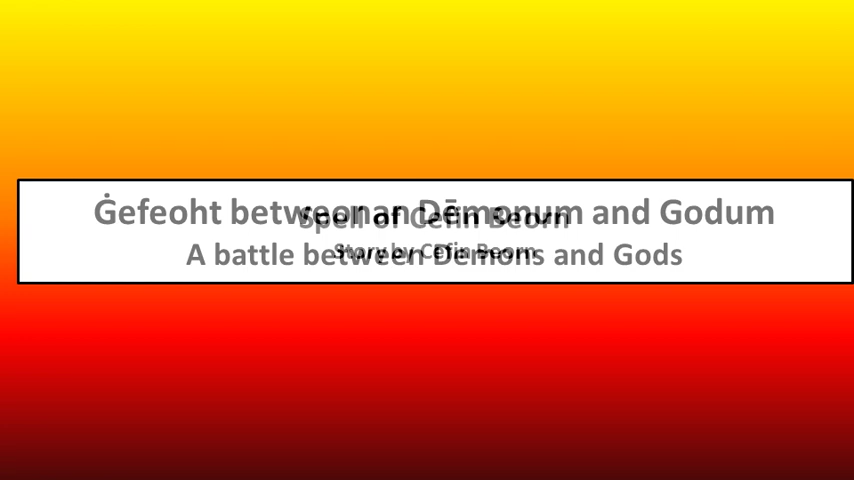 Ġefeoht betweonan Dēmonum and Godum
Spell of Cefin Beorn
A battle between Demons and Gods
Story by Cefin Beorn